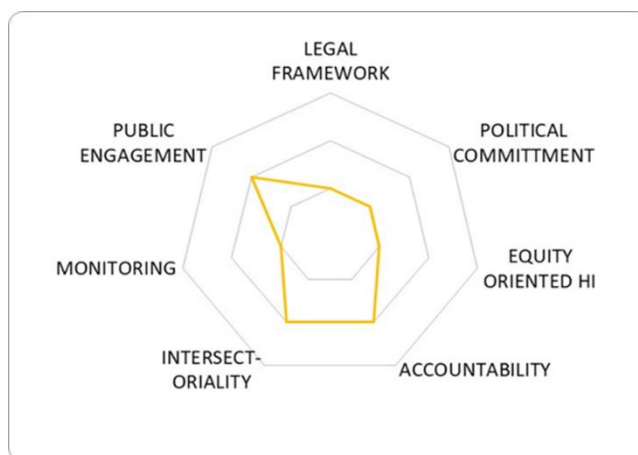 LEGAL
FRAMEWORK
PUBLIC
ENGAGEMENT
POLITICAL
COMMITTMENT
MONITORING
EQUITY
ORIENTED HI
INTERSECT-
ORIALITY
ACCOUNTABILITY